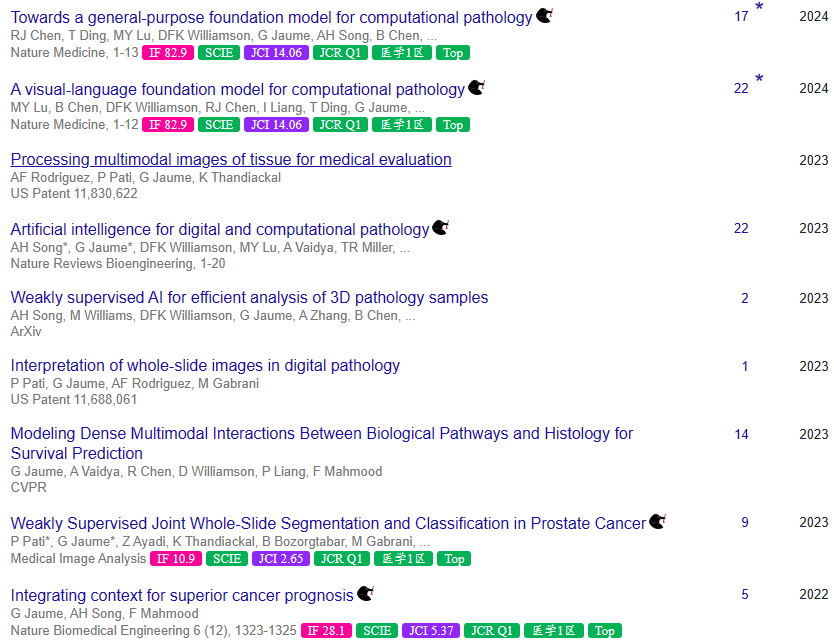 Towards a general-purpose foundation model for computational pathology 17 * 2024
RJ Chen, T Ding, MY Lu, DFK Williamson, G Jaume, AH Song, B Chen, ...
Nature Medicine, 1-13 IF 82.9 SCIE JCI 14.06 JCR Q1 医学1区 Top
A visual-language foundation model for computational pathology 22 * 2024
MY Lu, B Chen, DFK Williamson, RJ Chen, I Liang, T Ding, G Jaume, ...
Nature Medicine, 1-12 IF 82.9 SCIE JCI 14.06 JCR Q1 医学1区 Top
Processing multimodal images of tissue for medical evaluation 2023
AF Rodriguez, P Pati, G Jaume, K Thandiackal
US Patent 11,830,622
Artificial intelligence for digital and computational pathology 22 2023
AH Song*, G Jaume*, DFK Williamson, MY Lu, A Vaidya, TR Miller, ...
Nature Reviews Bioengineering, 1-20
Weakly supervised AI for efficient analysis of 3D pathology samples 2 2023
AH Song, M Williams, DFK Williamson, G Jaume, A Zhang, B Chen, ...
ArXiv
Interpretation of whole-slide images in digital pathology 1 2023
P Pati, G Jaume, AF Rodriguez, M Gabrani
US Patent 11,688,061
Modeling Dense Multimodal Interactions Between Biological Pathways and Histology for 14 2023
Survival Prediction
G Jaume, A Vaidya, R Chen, D Williamson, P Liang, F Mahmood
CVPR
Weakly Supervised Joint Whole-Slide Segmentation and Classification in Prostate Cancer 9 2023
P Pati*, G Jaume*, Z Ayadi, K Thandiackal, B Bozorgtabar, M Gabrani, ...
Medical Image Analysis IF 10.9 SCIE JCI 2.65 JCR Q1 医学1区 Top
Integrating context for superior cancer prognosis 5 2022
G Jaume, AH Song, F Mahmood
Nature Biomedical Engineering 6 (12), 1323-1325 IF 28.1 SCIE JCI 5.37 JCR Q1 医学1区 Top